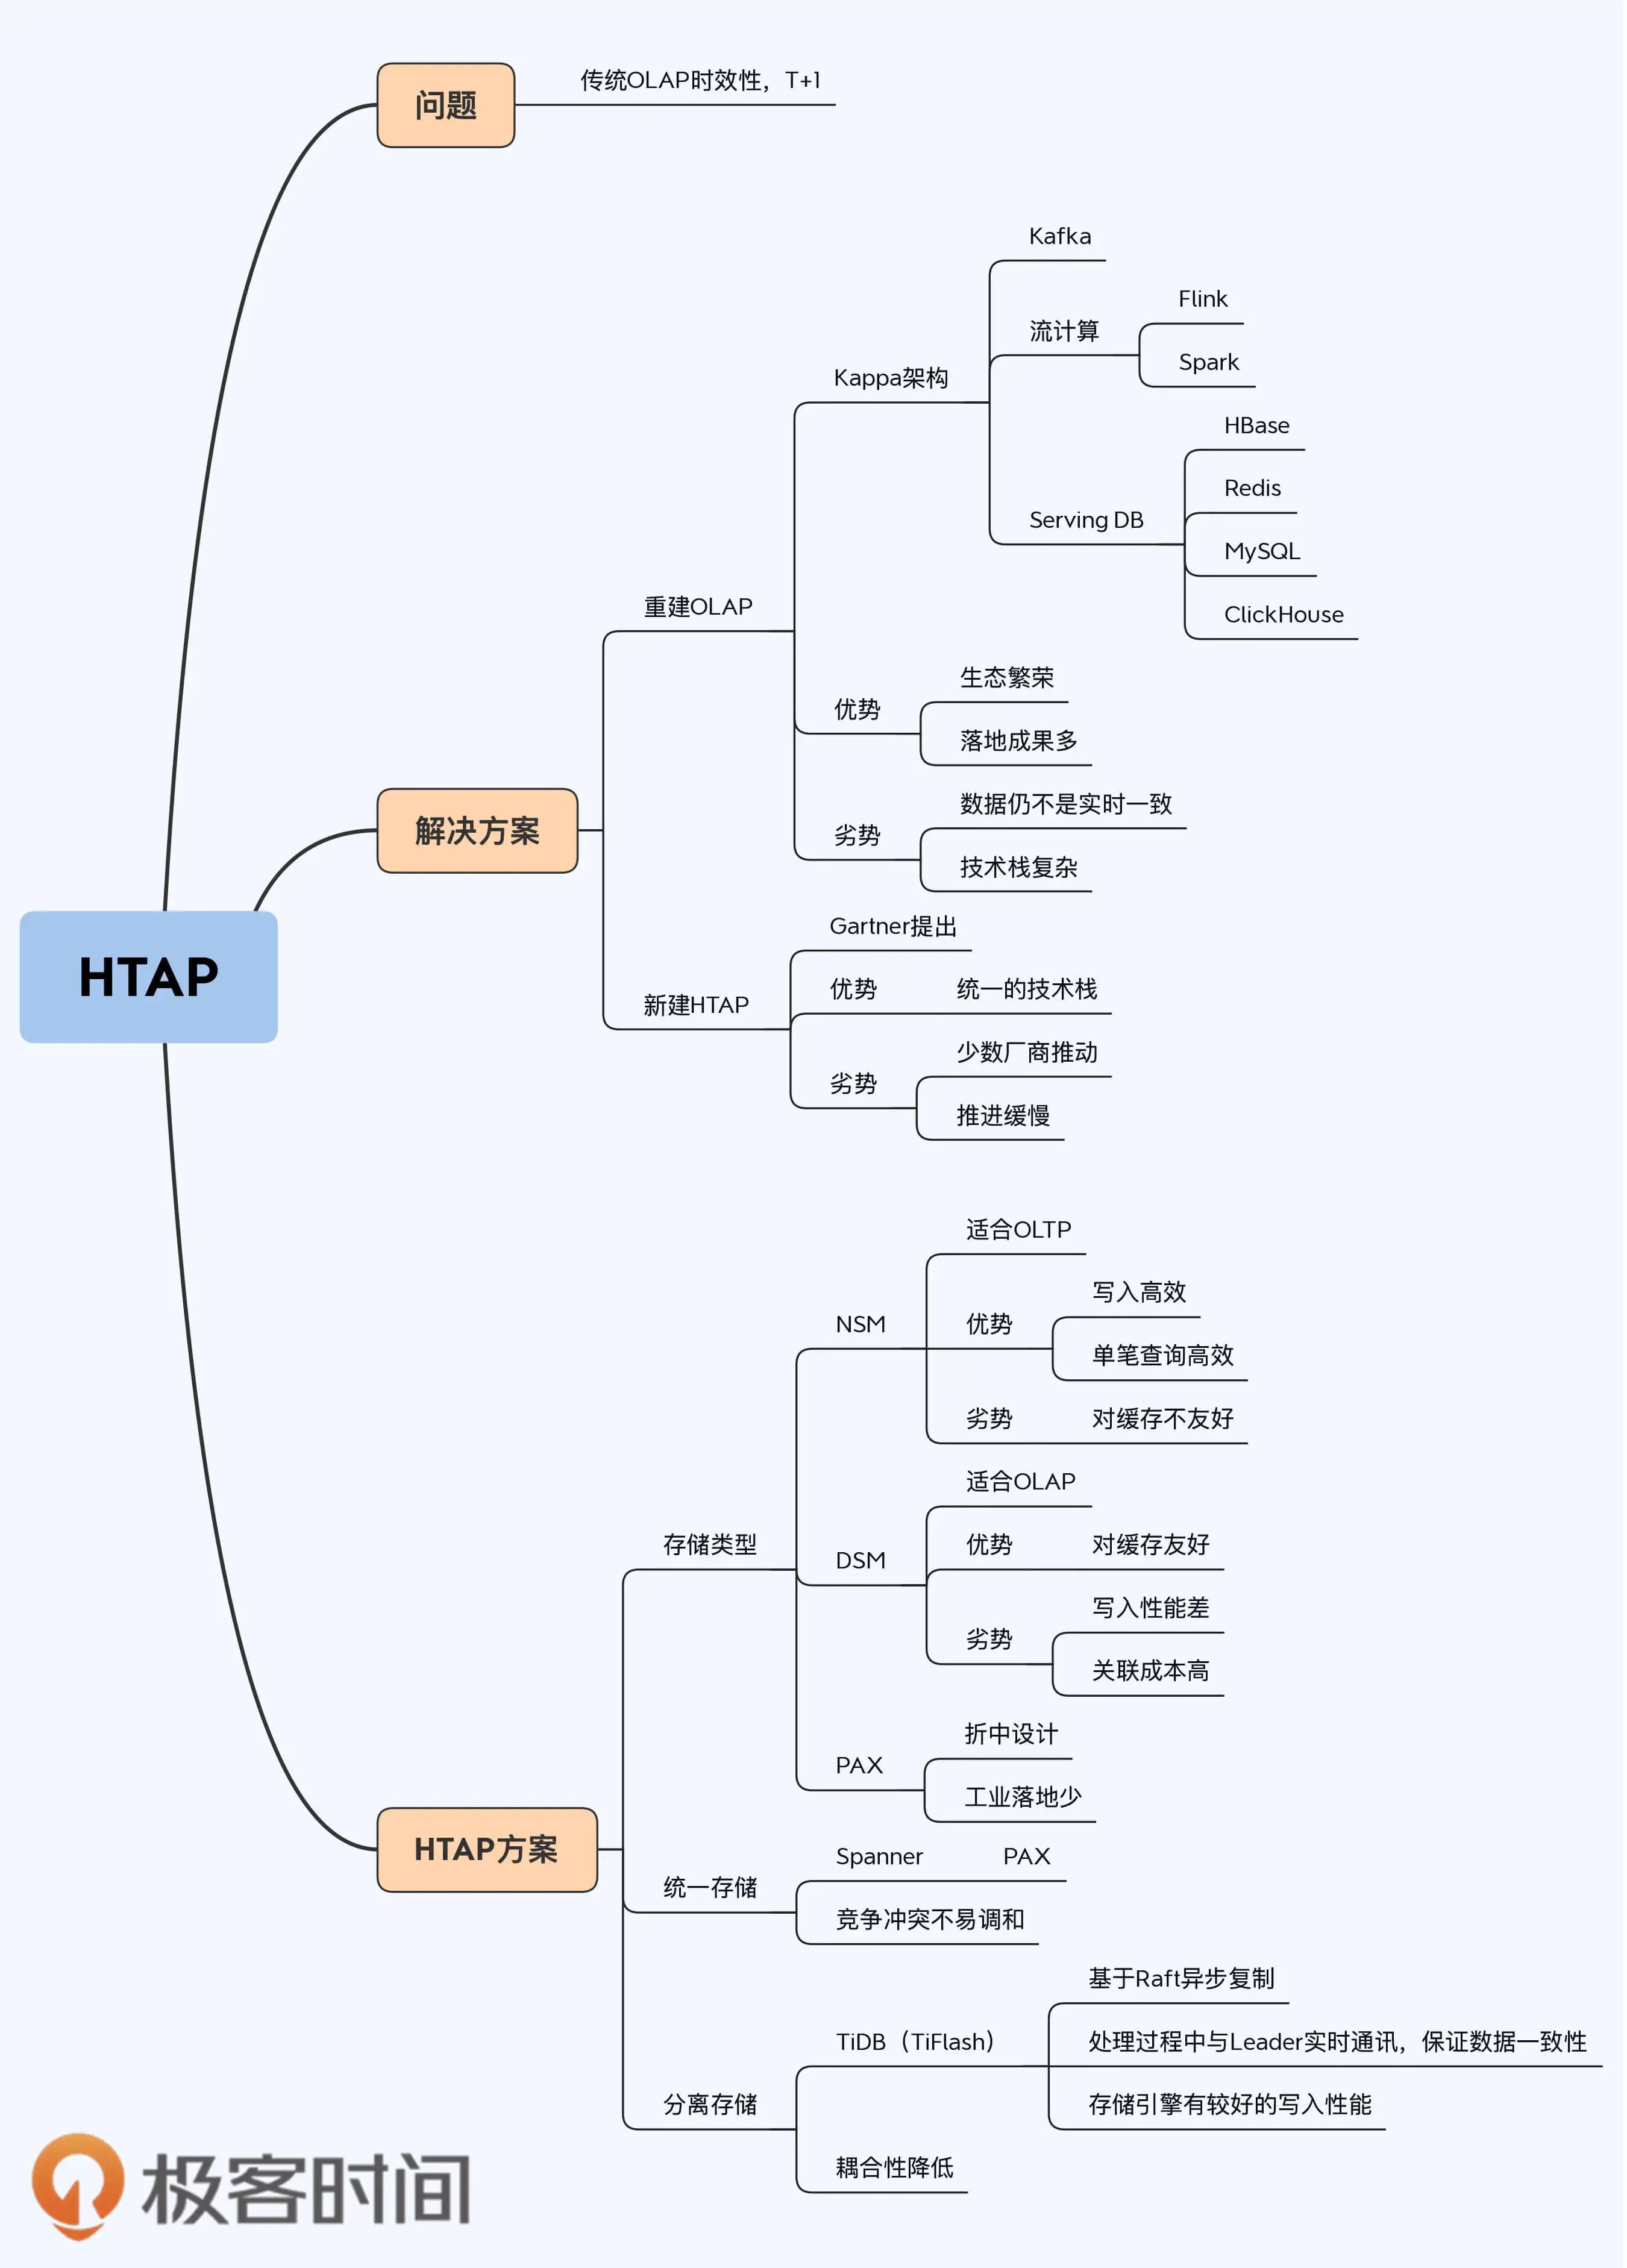 问题
传统OLAP时效性，T+1
Kafka
Flink
流计算
Spark
Kappa架构
HBase
Redis
Serving DB
MySQL
ClickHouse
重建OLAP
生态繁荣
优势
落地成果多
数据仍不是实时一致
劣势
技术栈复杂
解决方案
Gartner提出
优势 统一的技术栈
新建HTAP
少数厂商推动
劣势
推进缓慢
HTAP
适合OLTP
写入高效
NSM
优势
单笔查询高效
劣势 对缓存不友好
适合OLAP
存储类型
优势 对缓存友好
DSM
写入性能差
劣势
关联成本高
折中设计
PAX
工业落地少
HTAP方案
Spanner PAX
统一存储
竞争冲突不易调和
基于Raft异步复制
TiDB（TiFlash）
处理过程中与Leader实时通讯，保证数据一致性
存储引擎有较好的写入性能
分离存储
耦合性降低
极客时间